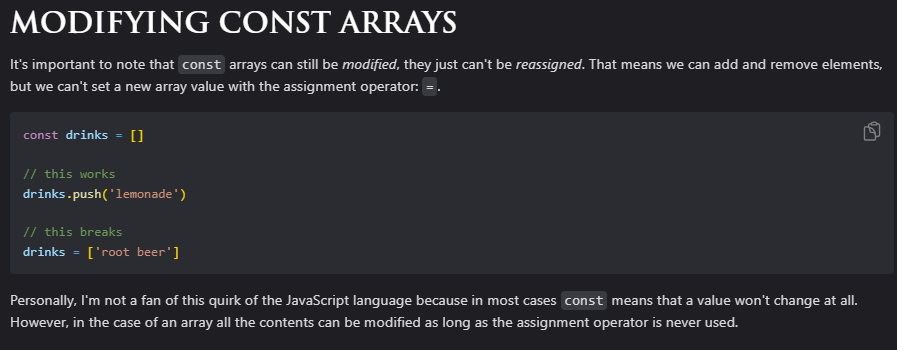 MODIFYING CONST ARRAYS
It's important to note that const arrays can still be modified, they just can't be reassigned. That means we can add and remove elements,
but we can't set a new array value with the assignment operator: =.
const drinks = []
// this works
drinks.push('lemonade')
// this breaks
drinks = ['root beer']
Personally, I'm not a fan of this quirk of the JavaScript language because in most cases const means that a value won't change at all.
However, in the case of an array all the contents can be modified as long as the assignment operator is never used.